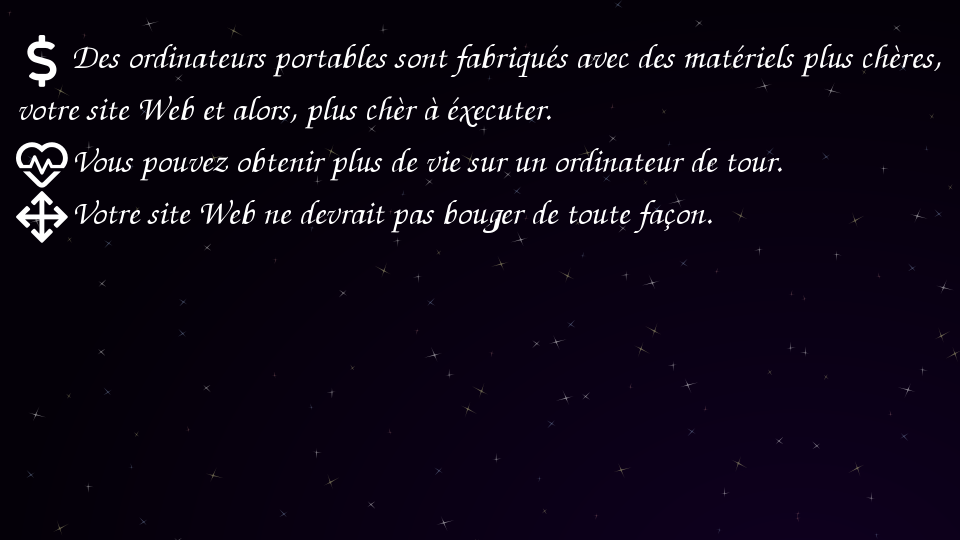 Des ordinateurs portables sont fabriqués avec des matériels plus chères,
votre site Web et alors, plus chèr à éxecuter.
Vous pouvez obtenir plus de vie sur un ordinateur de tour.
Votre site Web ne devrait pas bouger de toute façon.